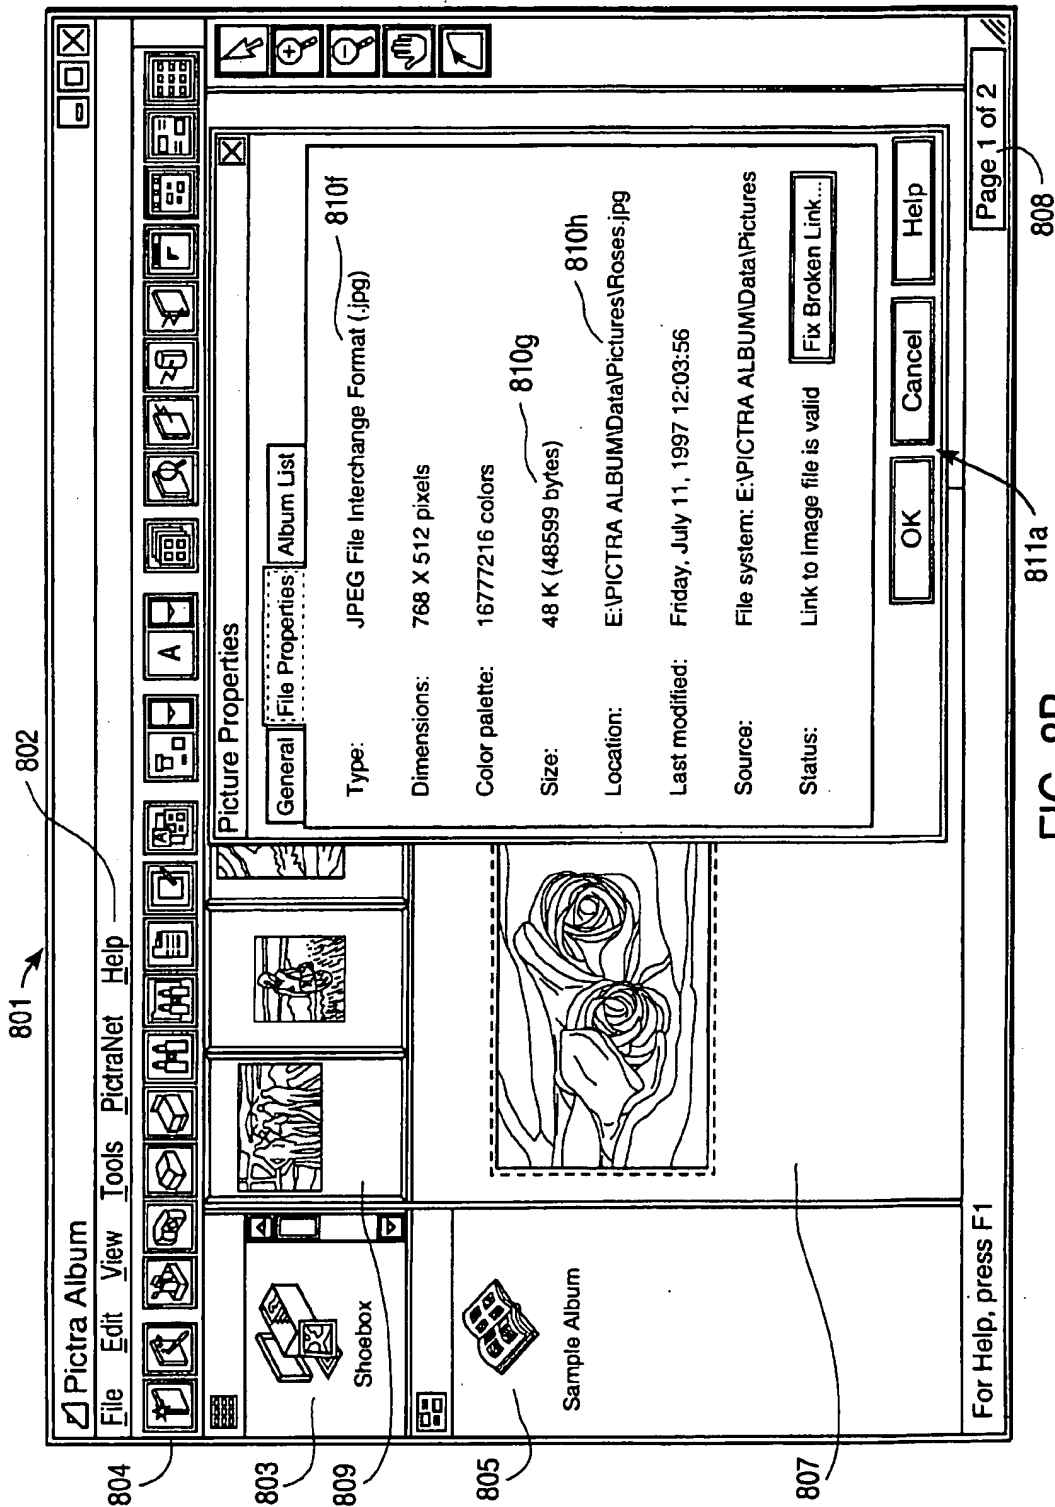 801
802
Pictra Album
File Edit View Tools PictraNet Help
804
A
803
Shoebox
809
805
Sample Album
807
Picture Properties
General File Properties Album List
Type: JPEG File Interchange Format (.jpg)
810f
Dimensions: 768 X 512 pixels
Color palette: 16777216 colors
Size: 48 K (48599 bytes)
810g
Location: E:\PICTRA ALBUM\Data\Pictures\Roses.jpg
810h
Last modified: Friday, July 11, 1997 12:03:56
Source: File system: E:\PICTRA ALBUM\Data\Pictures
Status: Link to image file is valid Fix Broken Link...
OK Cancel Help
811a
For Help, press F1
Page 1 of 2
808